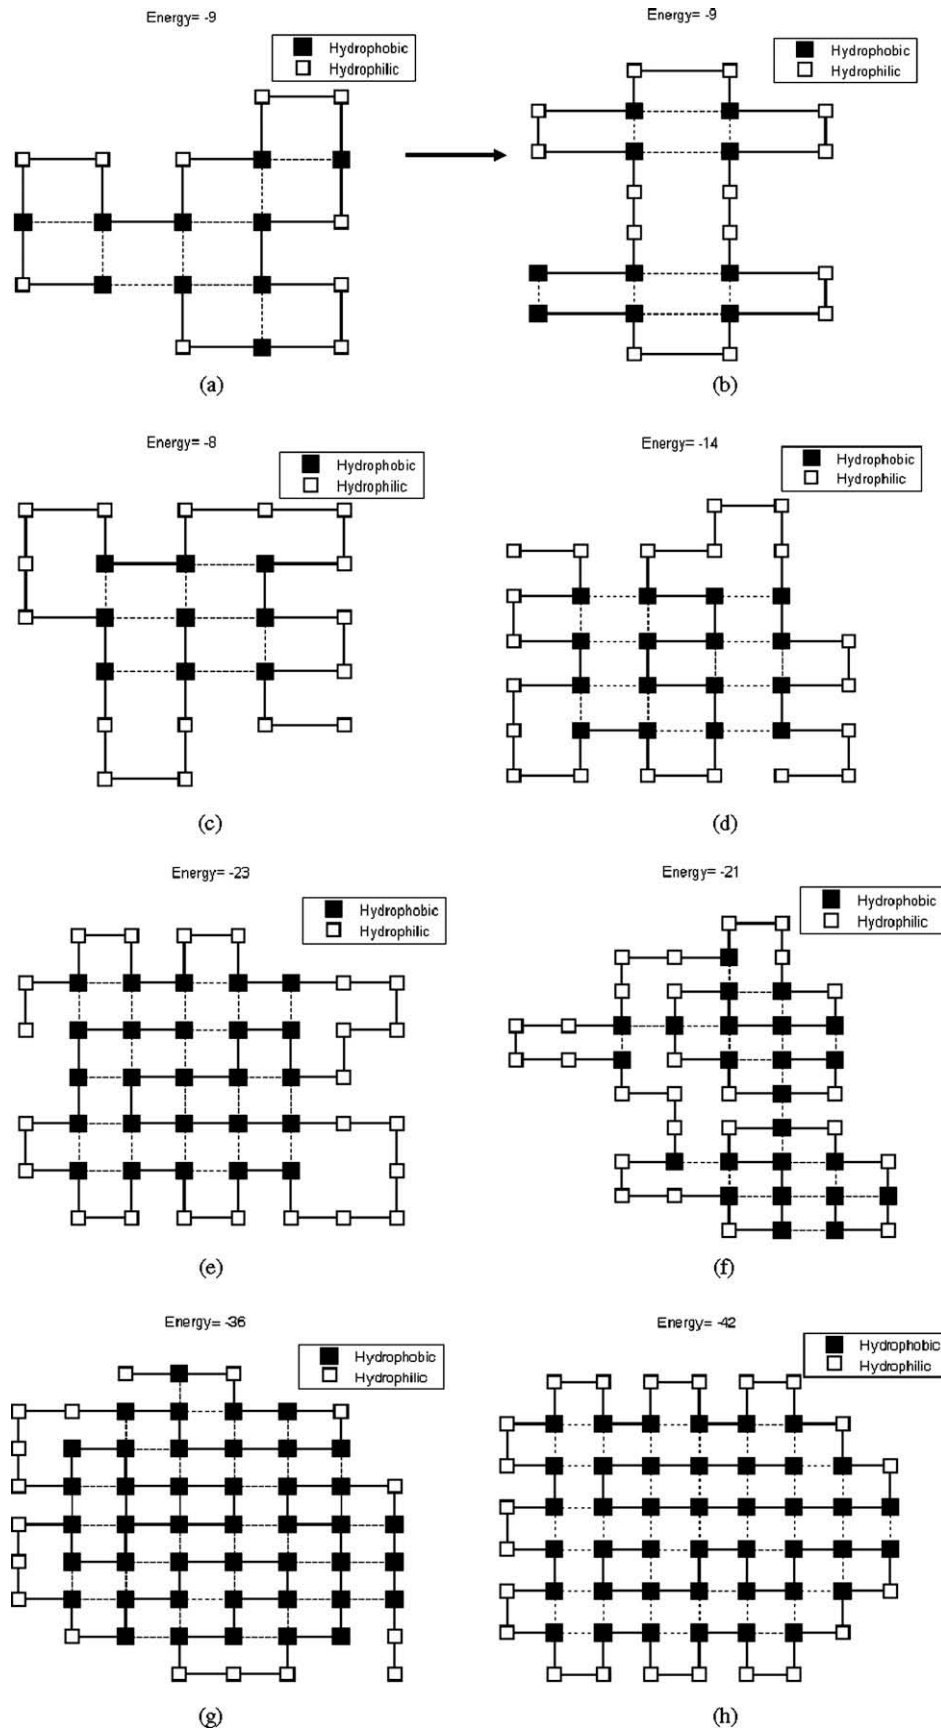 Energy= -9
Hydrophobic
Hydrophilic
(a)
Energy= -9
Hydrophobic
Hydrophilic
(b)
Energy= -8
Hydrophobic
Hydrophilic
(c)
Energy= -14
Hydrophobic
Hydrophilic
(d)
Energy= -23
Hydrophobic
Hydrophilic
(e)
Energy= -21
Hydrophobic
Hydrophilic
(f)
Energy= -36
Hydrophobic
Hydrophilic
(g)
Energy= -42
Hydrophobic
Hydrophilic
(h)